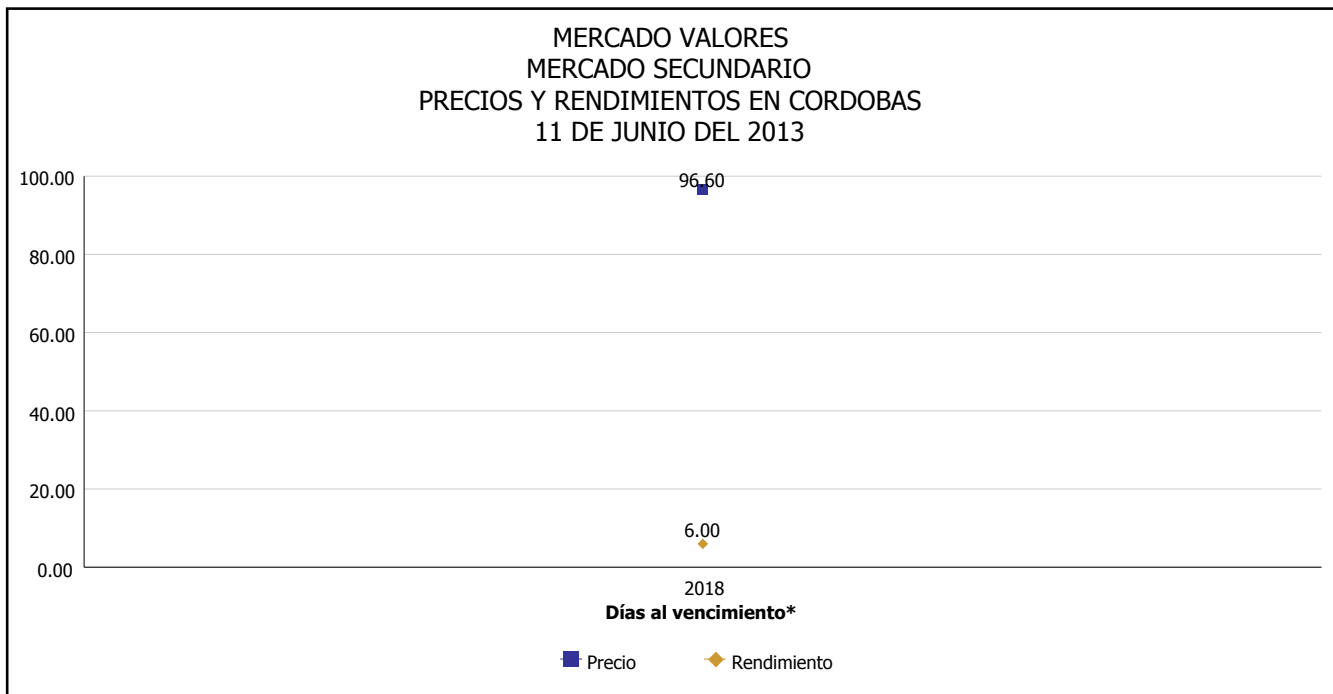 MERCADO VALORES
MERCADO SECUNDARIO
PRECIOS Y RENDIMIENTOS EN CORDOBAS
11 DE JUNIO DEL 2013
100.00
96.60
80.00
60.00
40.00
20.00
6.00
0.00
2018
Días al vencimiento*
Precio
Rendimiento